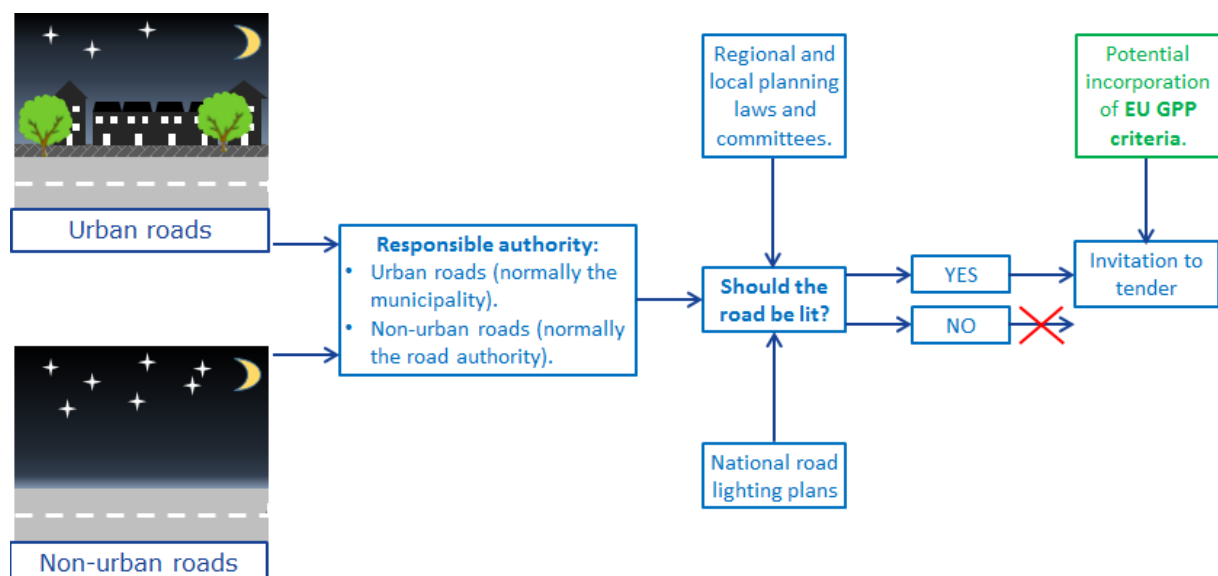 Urban roads
Non-urban roads
Responsible authority:
• Urban roads (normally the
municipality).
• Non-urban roads (normally
the road authority).
Regional and
local planning
laws and
committees.
Should the
road be lit?
National road
lighting plans
YES
NO
Potential
incorporation
of EU GPP
criteria.
Invitation to
tender